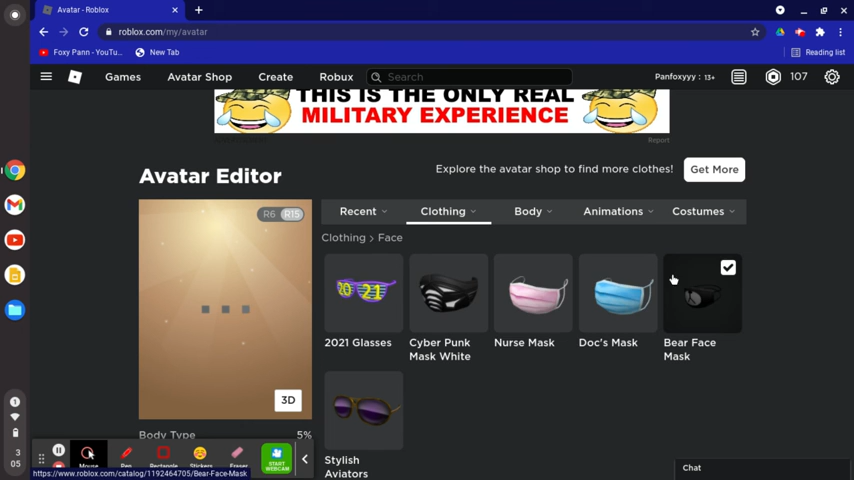 Avatar - Roblox
roblox.com/my/avatar
Foxy Pann - YouTu...
New Tab
Reading list
Games
Avatar Shop
Create
Robux
Search
Panfoxyyy : 13+
107
THIS IS THE ONLY REAL
MILITARY EXPERIENCE
Report
Avatar Editor
Explore the avatar shop to find more clothes!
Get More
R6 R15
Recent
Clothing
Body
Animations
Costumes
Clothing > Face
2021 Glasses
Cyber Punk
Mask White
Nurse Mask
Doc's Mask
Bear Face
Mask
3D
Stylish
Aviators
Body Type
5%
Mouse
Pen
Rectangle
Stickers
Eraser
START
WEBCAM
Chat
https://www.roblox.com/catalog/1192464705/Bear-Face-Mask
1
3
05